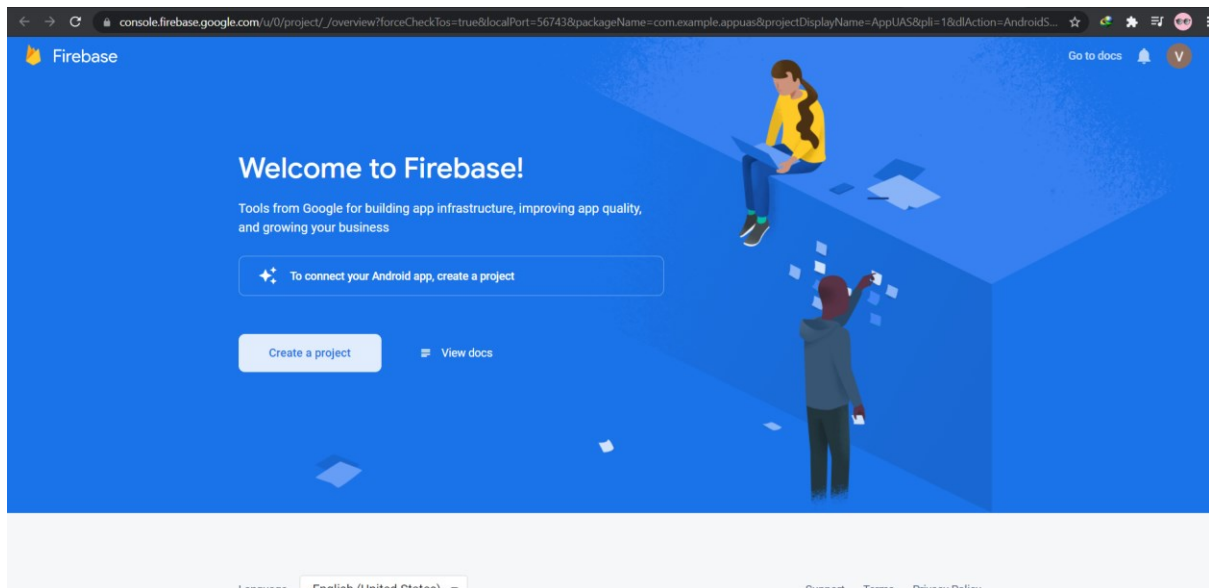 console.firebase.google.com/u/0/project/_/overview?forceCheckTos=true&localPort=56743&packageName=com.example.appuas&projectDisplayName=AppUAS&pli=1&dlAction=AndroidS...
Firebase
Go to docs
V
Welcome to Firebase!
Tools from Google for building app infrastructure, improving app quality,
and growing your business
To connect your Android app, create a project
Create a project
View docs
Language English (United States)
Support Terms Privacy Policy